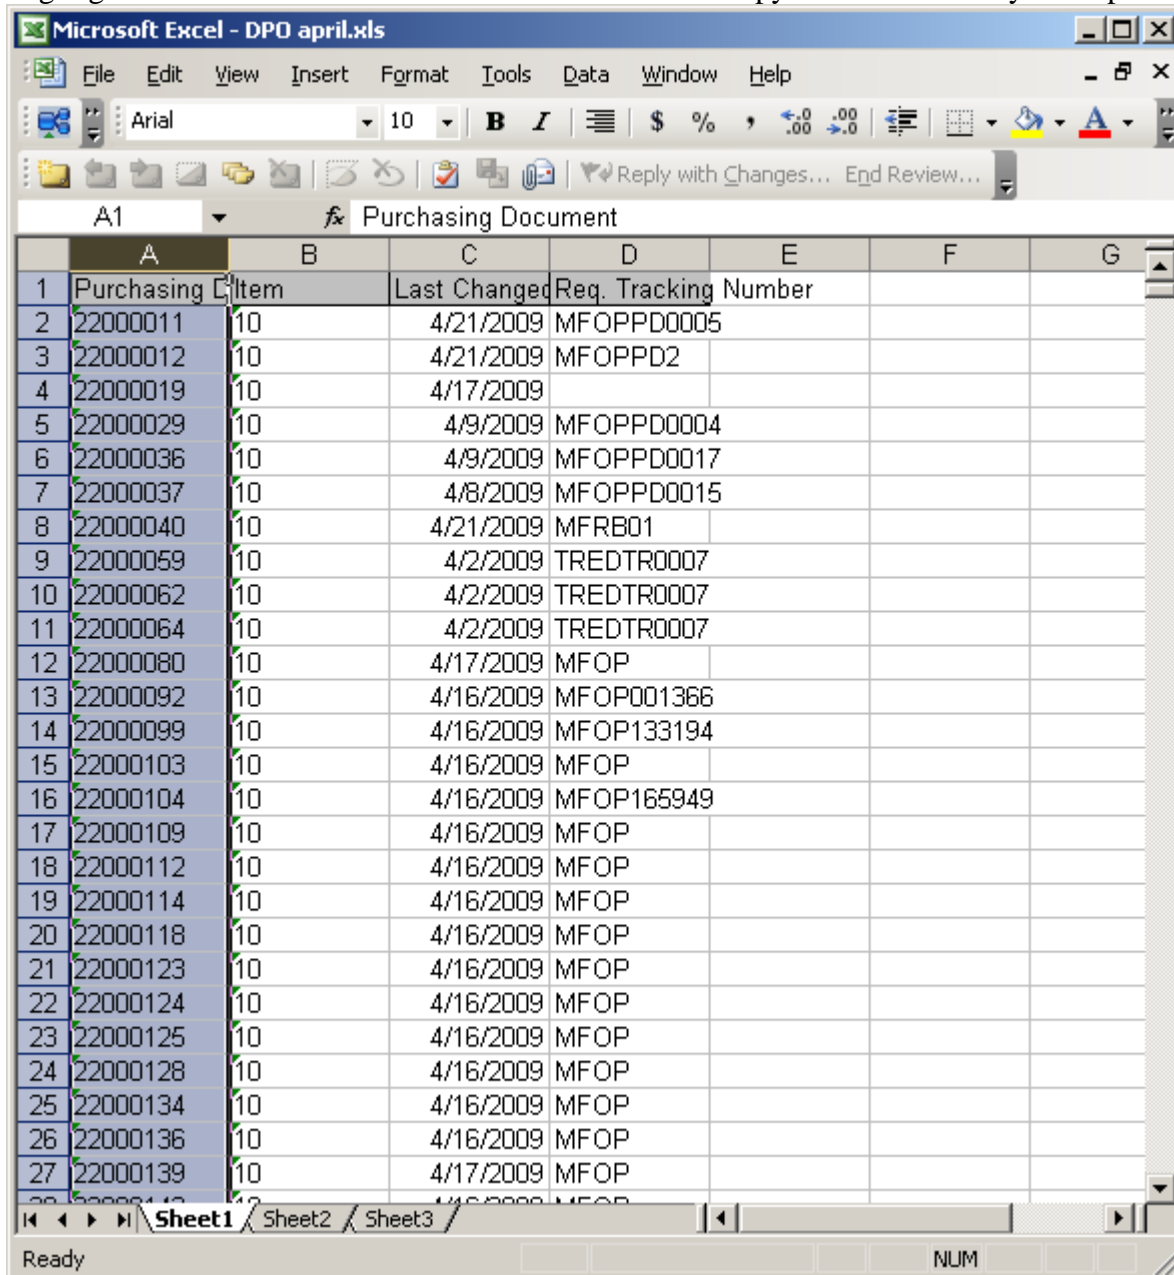 Microsoft Excel - DPO april.xls
File Edit View Insert Format Tools Data Window Help
Arial 10 B I $ % , .00 .0 A
Reply with Changes... End Review...
A1 fx Purchasing Document
A B C D E F G
1 Purchasing D Item Last Changed Req. Tracking Number
2 22000011 10 4/21/2009 MFOPPD0005
3 22000012 10 4/21/2009 MFOPPD2
4 22000019 10 4/17/2009
5 22000029 10 4/9/2009 MFOPPD0004
6 22000036 10 4/9/2009 MFOPPD0017
7 22000037 10 4/8/2009 MFOPPD0015
8 22000040 10 4/21/2009 MFRB01
9 22000059 10 4/2/2009 TREDTR0007
10 22000062 10 4/2/2009 TREDTR0007
11 22000064 10 4/2/2009 TREDTR0007
12 22000080 10 4/17/2009 MFOP
13 22000092 10 4/16/2009 MFOP001366
14 22000099 10 4/16/2009 MFOP133194
15 22000103 10 4/16/2009 MFOP
16 22000104 10 4/16/2009 MFOP165949
17 22000109 10 4/16/2009 MFOP
18 22000112 10 4/16/2009 MFOP
19 22000114 10 4/16/2009 MFOP
20 22000118 10 4/16/2009 MFOP
21 22000123 10 4/16/2009 MFOP
22 22000124 10 4/16/2009 MFOP
23 22000125 10 4/16/2009 MFOP
24 22000128 10 4/16/2009 MFOP
25 22000134 10 4/16/2009 MFOP
26 22000136 10 4/16/2009 MFOP
27 22000139 10 4/17/2009 MFOP
Sheet1 Sheet2 Sheet3
Ready NUM